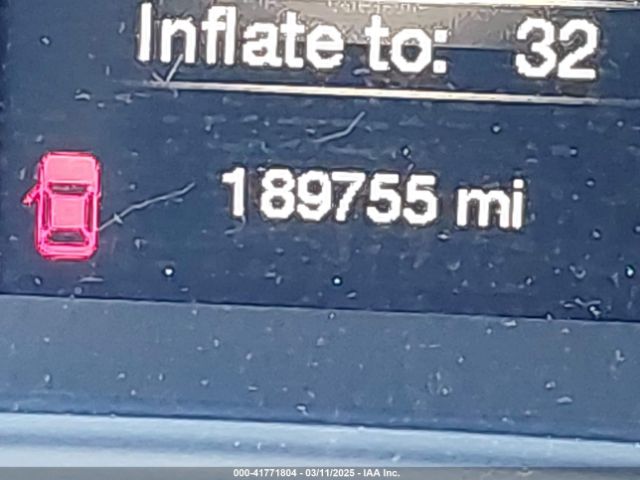 Inflate to: 32
189755 mi
000-41771804 - 03/11/2025 - IAA Inc.